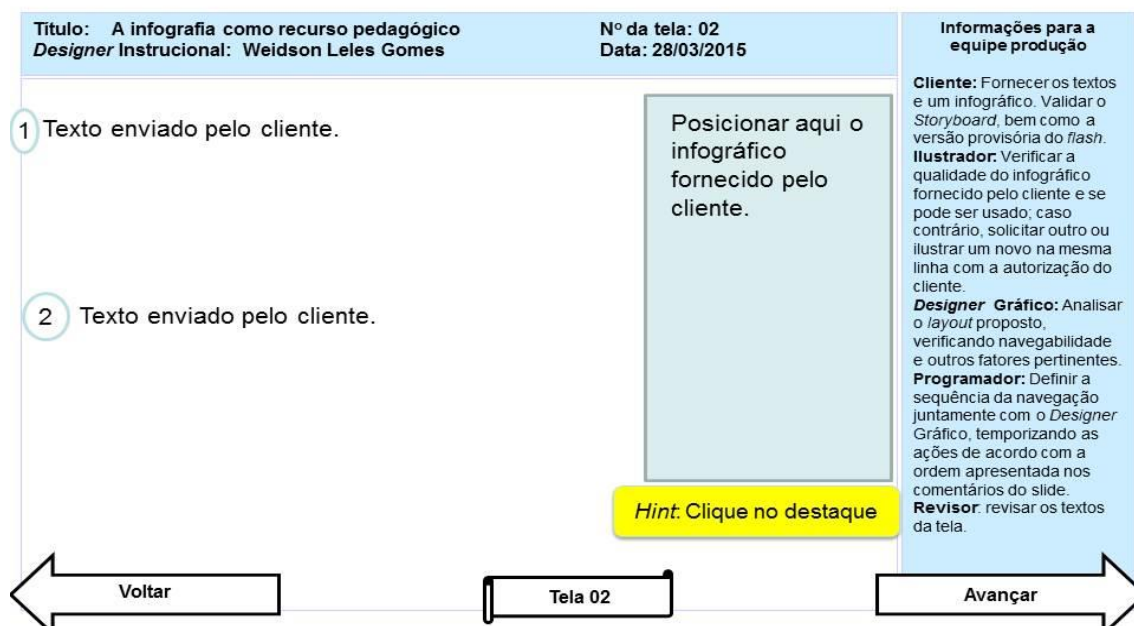 Título: A infografia como recurso pedagógico
Nº da tela: 02
Designer Instrucional: Weidson Leles Gomes
Data: 28/03/2015
1 Texto enviado pelo cliente.
2 Texto enviado pelo cliente.
Posicionar aqui o
infográfico
fornecido pelo
cliente.
Hint: Clique no destaque
Voltar
Tela 02
Avançar
Informações para a
equipe produção
Cliente: Fornecer os textos
e um infográfico. Validar o
Storyboard, bem como a
versão provisória do flash.
Ilustrador: Verificar a
qualidade do infográfico
fornecido pelo cliente e se
pode ser usado; caso
contrário, solicitar outro ou
ilustrar um novo na mesma
linha com a autorização do
cliente.
Designer Gráfico: Analisar
o layout proposto,
verificando navegabilidade
e outros fatores pertinentes.
Programador: Definir a
sequência da navegação
juntamente com o Designer
Gráfico, temporizando as
ações de acordo com a
ordem apresentada nos
comentários do slide.
Revisor: revisar os textos
da tela.